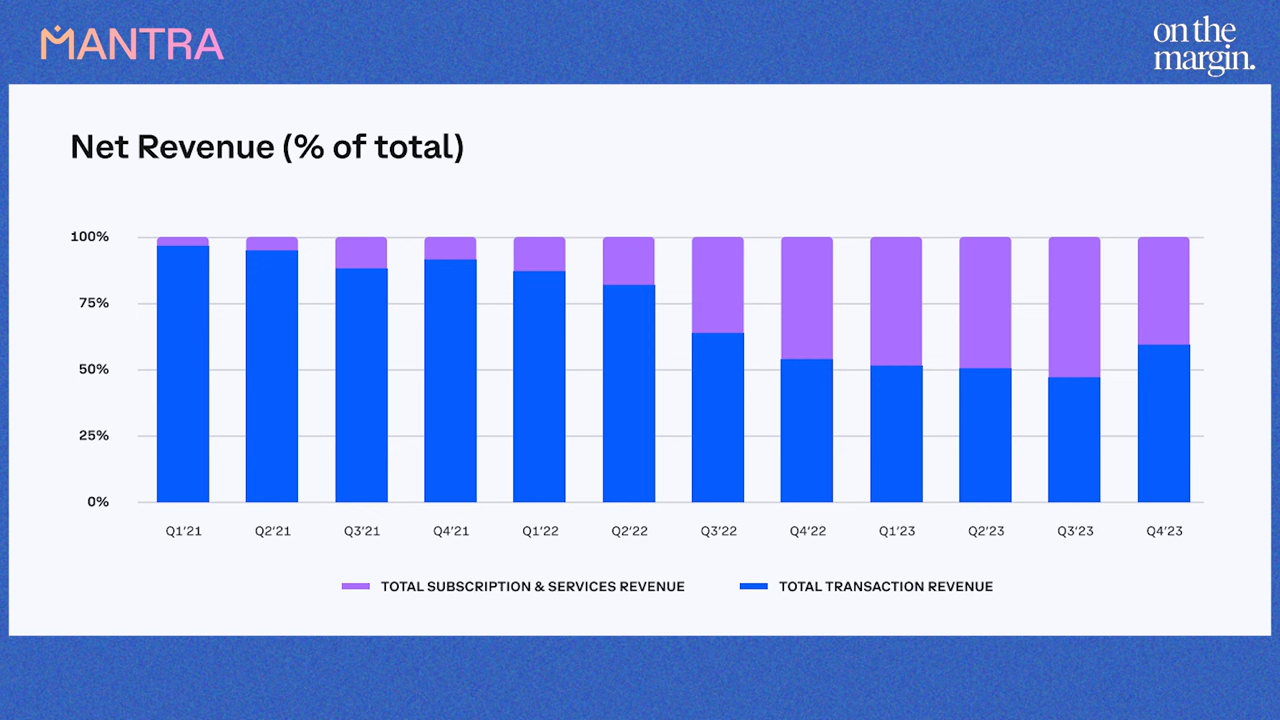 MANTRA
on the
margin.
Net Revenue (% of total)
100%
75%
50%
25%
0%
Q1'21 Q2'21 Q3'21 Q4'21 Q1'22 Q2'22 Q3'22 Q4'22 Q1'23 Q2'23 Q3'23 Q4'23
TOTAL SUBSCRIPTION & SERVICES REVENUE TOTAL TRANSACTION REVENUE